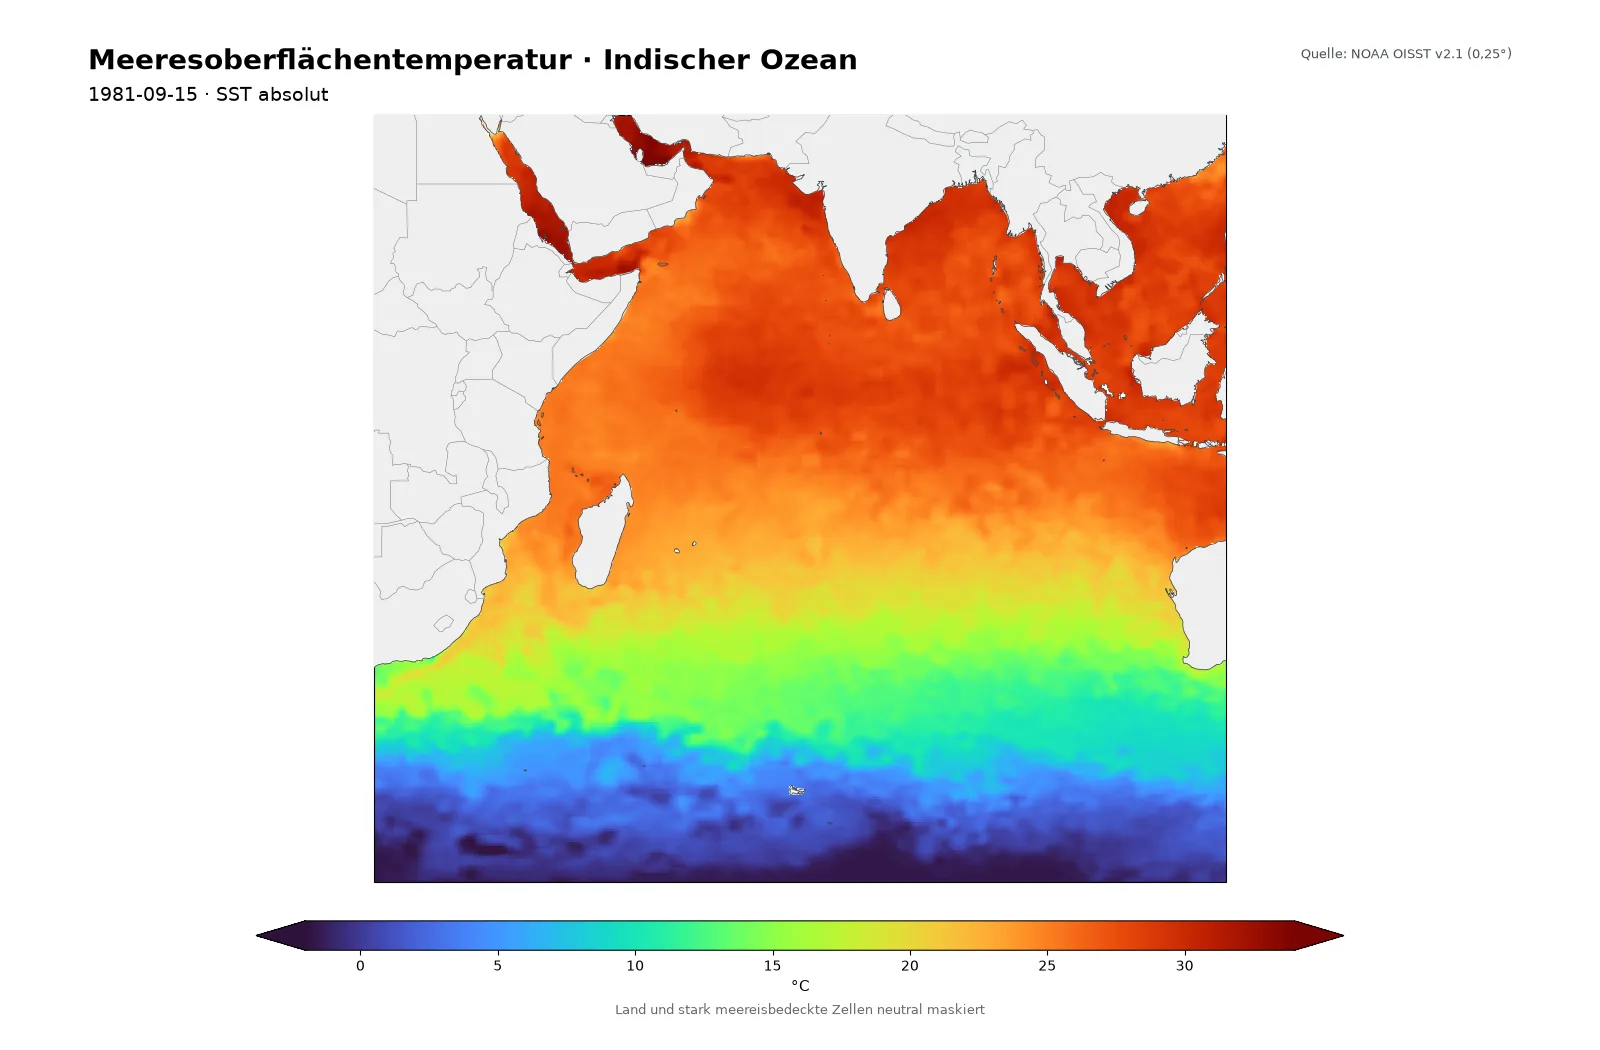 Meeresoberflächentemperatur · Indischer Ozean
Quelle: NOAA OISST v2.1 (0,25°)
1981-09-15 · SST absolut
0 5 10 15 20 25 30
°C
Land und stark meereisbedeckte Zellen neutral maskiert